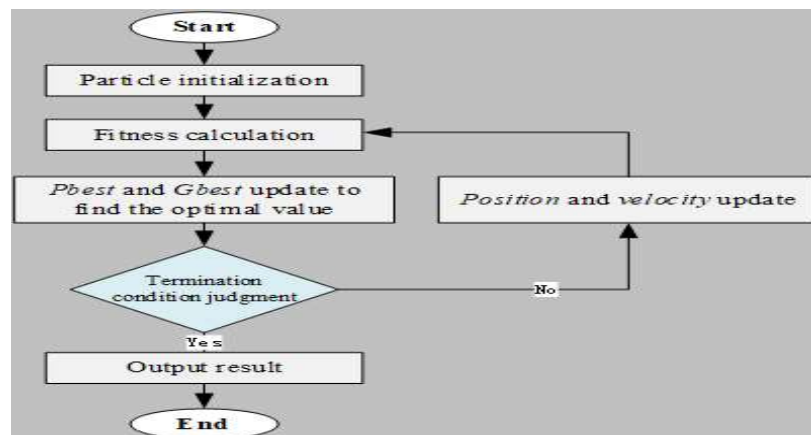 Start
Particle initialization
Fitness calculation
Pbest and Gbest update to
find the optimal value
Position and velocity update
Termination
condition judgment
No
Yes
Output result
End